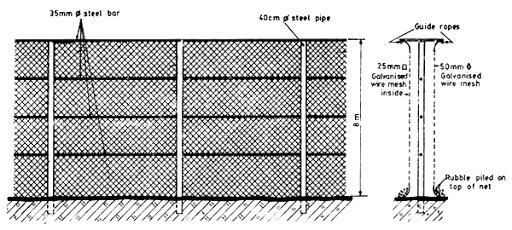 35mm ø steel bar
40cm ø steel pipe
8m
Guide ropes
25mm □
Galvanised
wire mesh
inside
50mm ◊
Galvanised
wire mesh
Rubble piled on
top of net